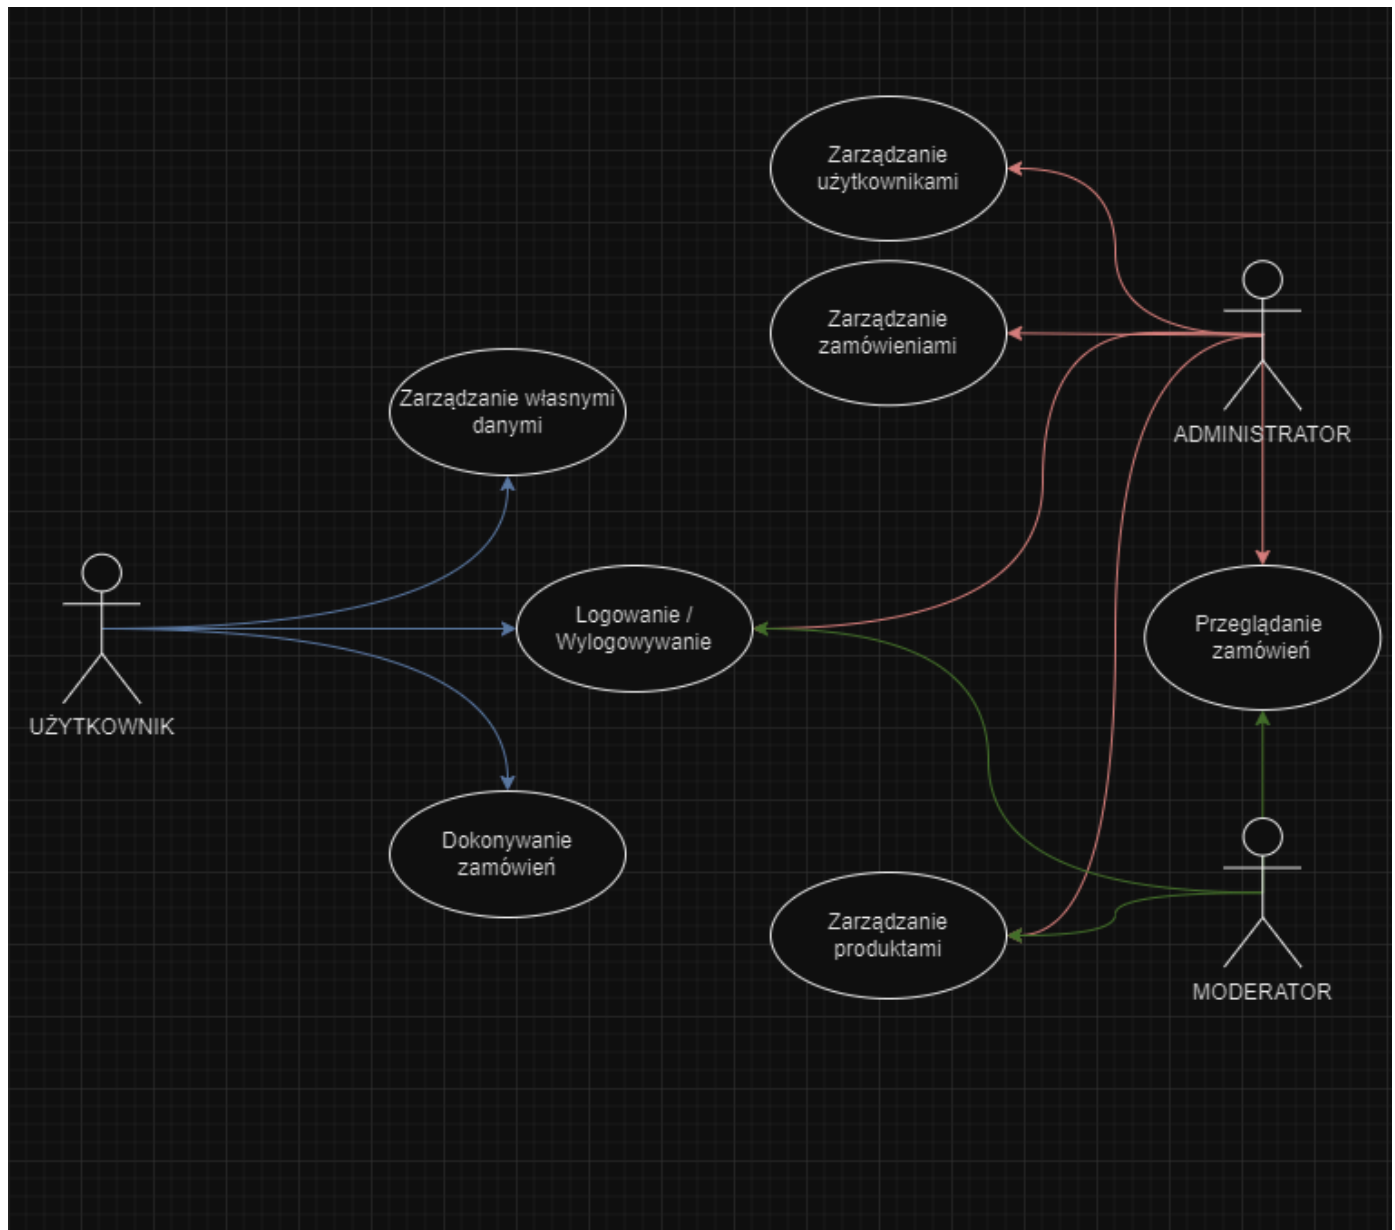 Zarządzanie
użytkownikami
Zarządzanie
zamówieniami
ADMINISTRATOR
Zarządzanie własnymi
danymi
Logowanie /
Wylogowywanie
Przeglądanie
zamówień
UŻYTKOWNIK
Dokonywanie
zamówień
Zarządzanie
produktami
MODERATOR